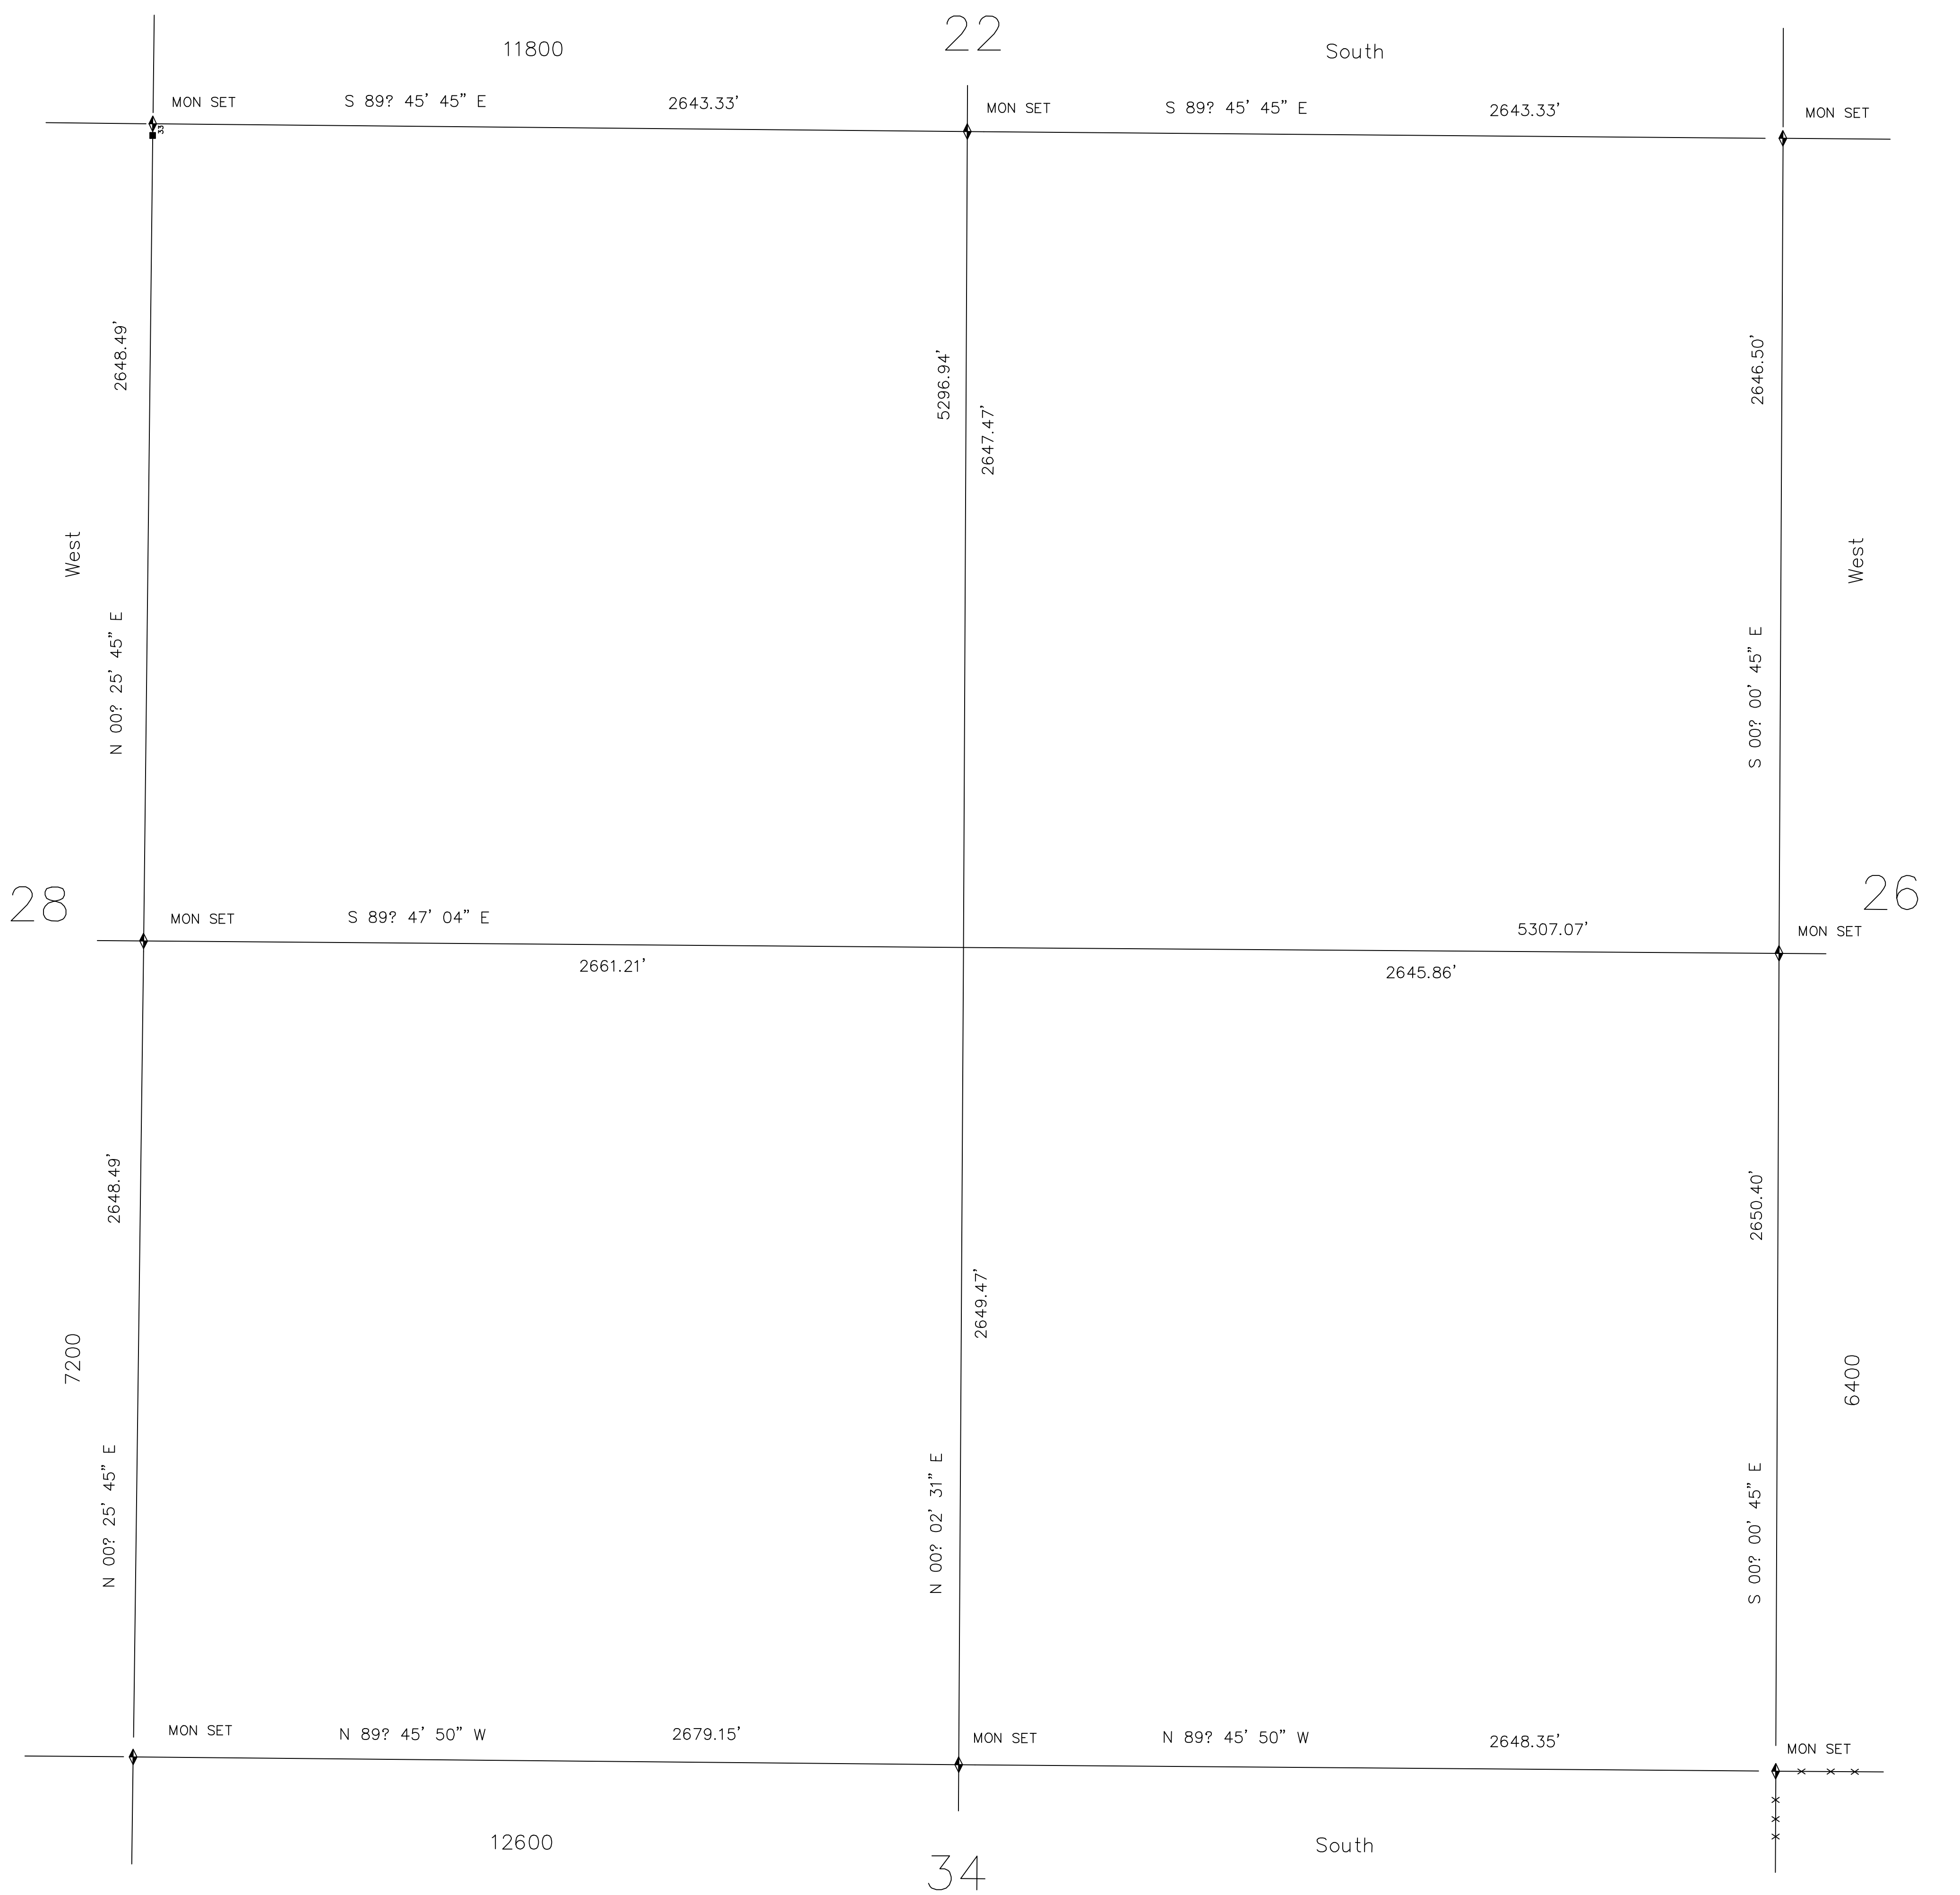 22
11800
South
MON SET
S 89? 45' 45" E
2643.33'
MON SET
S 89? 45' 45" E
2643.33'
MON SET
33
2648.49'
5296.94'
2647.47'
2646.50'
West
West
N 00? 25' 45" E
S 00? 00' 45" E
28
26
MON SET
S 89? 47' 04" E
5307.07'
MON SET
2661.21'
2645.86'
2648.49'
2650.40'
2649.47'
7200
6400
N 00? 25' 45" E
N 00? 02' 31" E
S 00? 00' 45" E
MON SET
N 89? 45' 50" W
2679.15'
MON SET
N 89? 45' 50" W
2648.35'
MON SET
12600
South
34